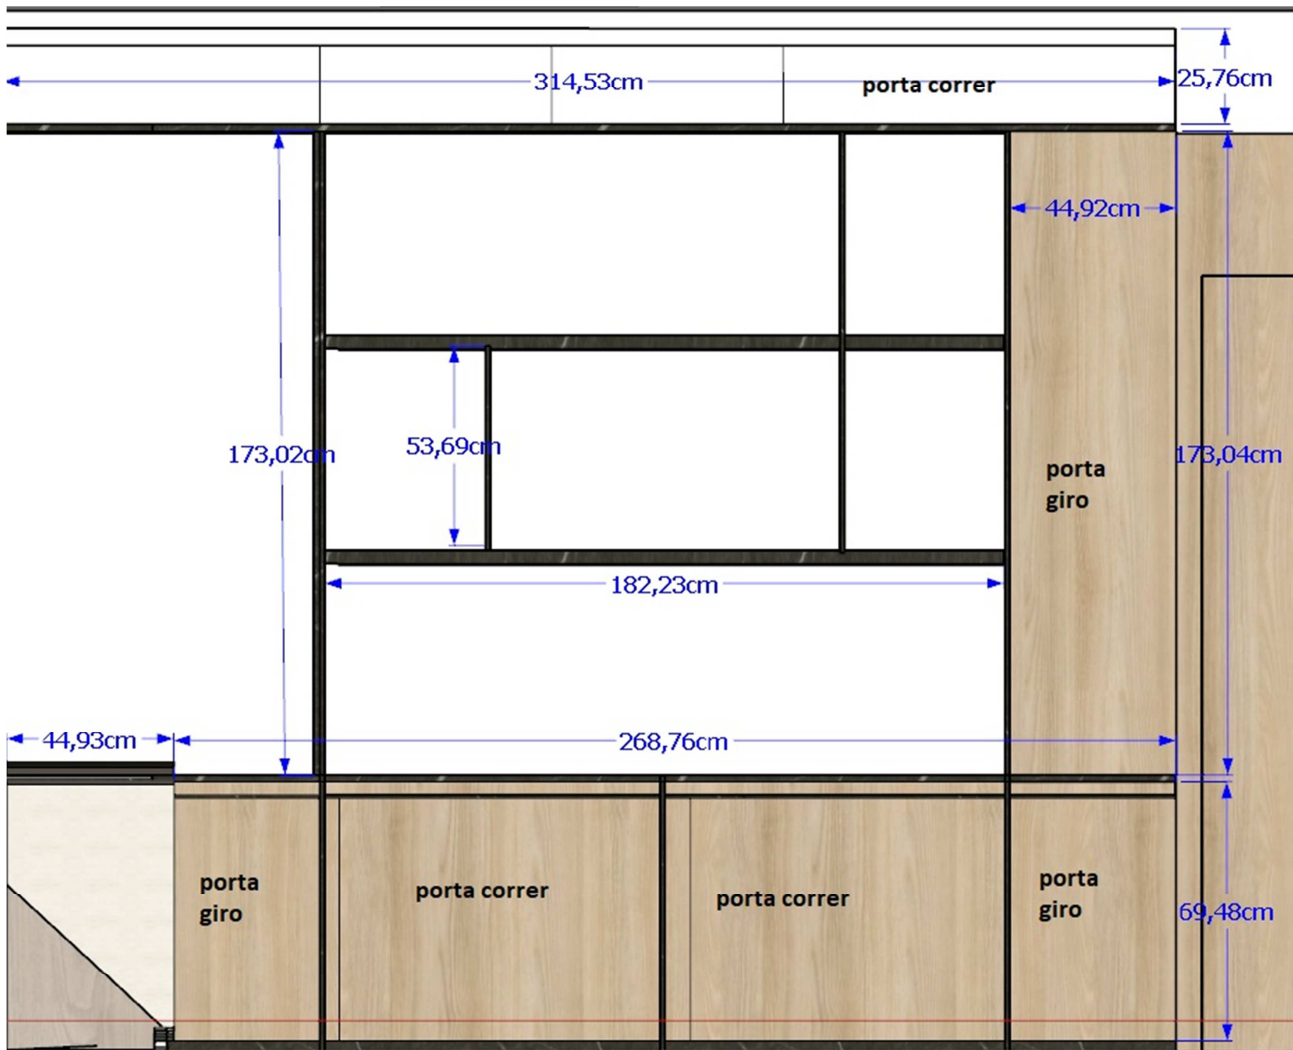 314,53cm
porta correr
25,76cm
44,92cm
173,02cm
53,69cm
porta
giro
173,04cm
182,23cm
44,93cm
268,76cm
porta
giro
porta correr
porta correr
porta
giro
69,48cm